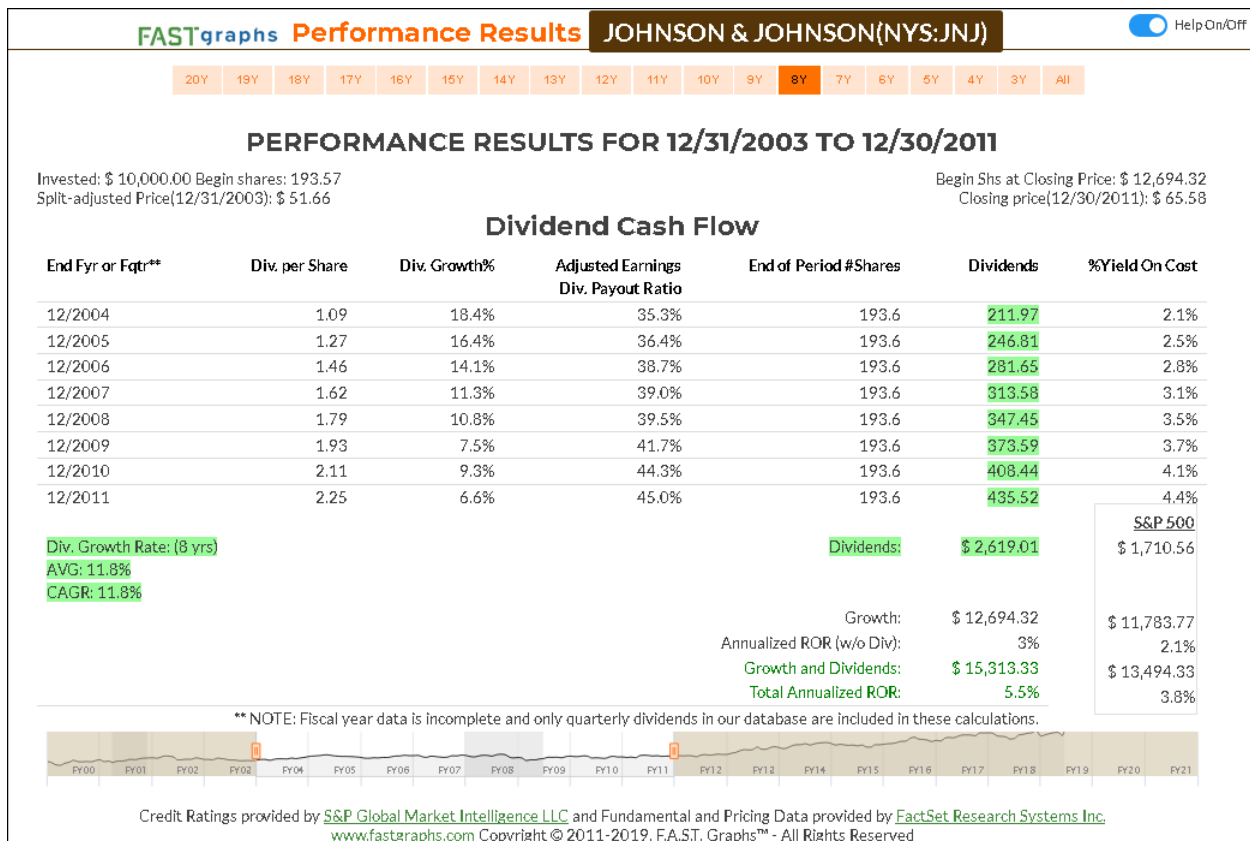 FASTgraphs Performance Results JOHNSON & JOHNSON(NYS:JNJ) Help On/Off
20Y 19Y 18Y 17Y 16Y 15Y 14Y 13Y 12Y 11Y 10Y 9Y 8Y 7Y 6Y 5Y 4Y 3Y All
PERFORMANCE RESULTS FOR 12/31/2003 TO 12/30/2011
Invested: $ 10,000.00 Begin shares: 193.57 Begin Shs at Closing Price: $ 12,694.32
Split-adjusted Price(12/31/2003): $ 51.66 Closing price(12/30/2011): $ 65.58
Dividend Cash Flow
End Fyr or Fqtr** Div. per Share Div. Growth% Adjusted Earnings End of Period #Shares Dividends %Yield On Cost
Div. Payout Ratio
12/2004 1.09 18.4% 35.3% 193.6 211.97 2.1%
12/2005 1.27 16.4% 36.4% 193.6 246.81 2.5%
12/2006 1.46 14.1% 38.7% 193.6 281.65 2.8%
12/2007 1.62 11.3% 39.0% 193.6 313.58 3.1%
12/2008 1.79 10.8% 39.5% 193.6 347.45 3.5%
12/2009 1.93 7.5% 41.7% 193.6 373.59 3.7%
12/2010 2.11 9.3% 44.3% 193.6 408.44 4.1%
12/2011 2.25 6.6% 45.0% 193.6 435.52 4.4%
S&P 500
Div. Growth Rate: (8 yrs) Dividends: $ 2,619.01 $ 1,710.56
AVG: 11.8%
CAGR: 11.8%
Growth: $ 12,694.32 $ 11,783.77
Annualized ROR (w/o Div): 3% 2.1%
Growth and Dividends: $ 15,313.33 $ 13,494.33
Total Annualized ROR: 5.5% 3.8%
** NOTE: Fiscal year data is incomplete and only quarterly dividends in our database are included in these calculations.
FY00 FY01 FY02 FY03 FY04 FY05 FY06 FY07 FY08 FY09 FY10 FY11 FY12 FY13 FY14 FY15 FY16 FY17 FY18 FY19 FY20 FY21
Credit Ratings provided by S&P Global Market Intelligence LLC and Fundamental and Pricing Data provided by FactSet Research Systems Inc.
www.fastgraphs.com Copyright © 2011-2019, F.A.S.T. Graphs™ - All Rights Reserved